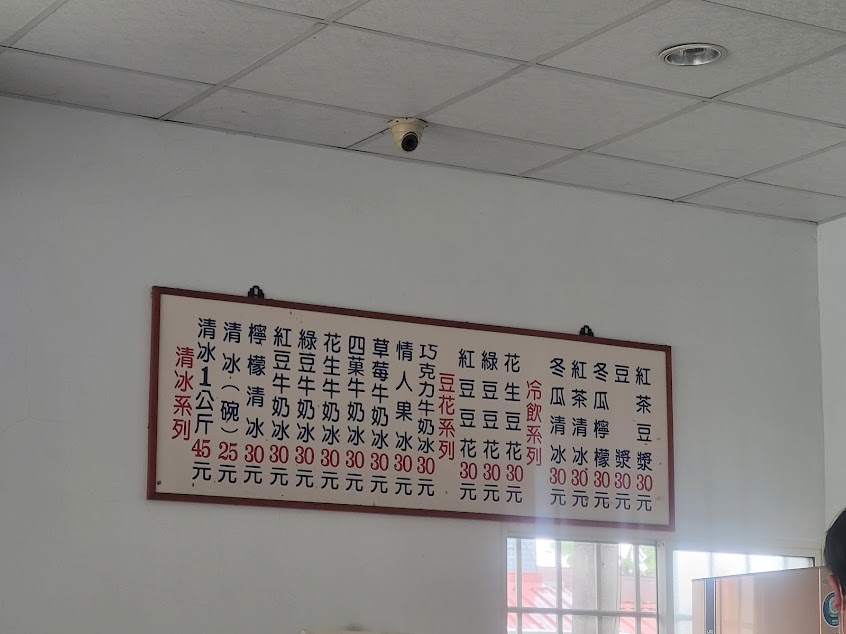 清冰系列
清冰1公斤45元
清冰(碗)25元
檸檬清冰30元
紅豆牛奶冰30元
綠豆牛奶冰30元
花生牛奶冰30元
四菓牛奶冰30元
草莓牛奶冰30元
情人果冰30元
巧克力牛奶冰30元
豆花系列
紅豆豆花30元
綠豆豆花30元
花生豆花30元
冷飲系列
冬瓜清冰30元
紅茶清冰30元
冬瓜檸檬30元
豆漿30元
紅茶豆漿30元